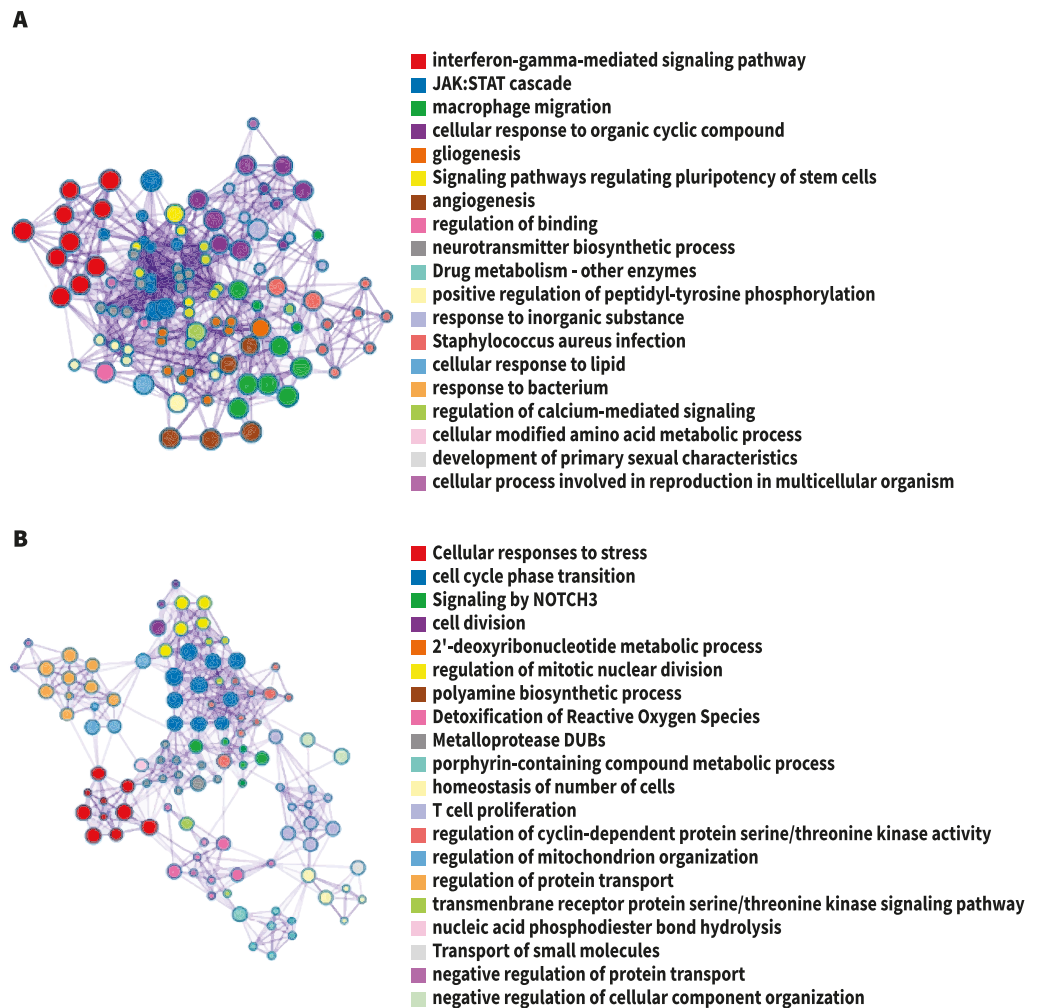 A
interferon-gamma-mediated signaling pathway
JAK:STAT cascade
macrophage migration
cellular response to organic cyclic compound
gliogenesis
Signaling pathways regulating pluripotency of stem cells
angiogenesis
regulation of binding
neurotransmitter biosynthetic process
Drug metabolism - other enzymes
positive regulation of peptidyl-tyrosine phosphorylation
response to inorganic substance
Staphylococcus aureus infection
cellular response to lipid
response to bacterium
regulation of calcium-mediated signaling
cellular modified amino acid metabolic process
development of primary sexual characteristics
cellular process involved in reproduction in multicellular organism
B
Cellular responses to stress
cell cycle phase transition
Signaling by NOTCH3
cell division
2'-deoxyribonucleotide metabolic process
regulation of mitotic nuclear division
polyamine biosynthetic process
Detoxification of Reactive Oxygen Species
Metalloprotease DUBs
porphyrin-containing compound metabolic process
homeostasis of number of cells
T cell proliferation
regulation of cyclin-dependent protein serine/threonine kinase activity
regulation of mitochondrion organization
regulation of protein transport
transmenbrane receptor protein serine/threonine kinase signaling pathway
nucleic acid phosphodiester bond hydrolysis
Transport of small molecules
negative regulation of protein transport
negative regulation of cellular component organization